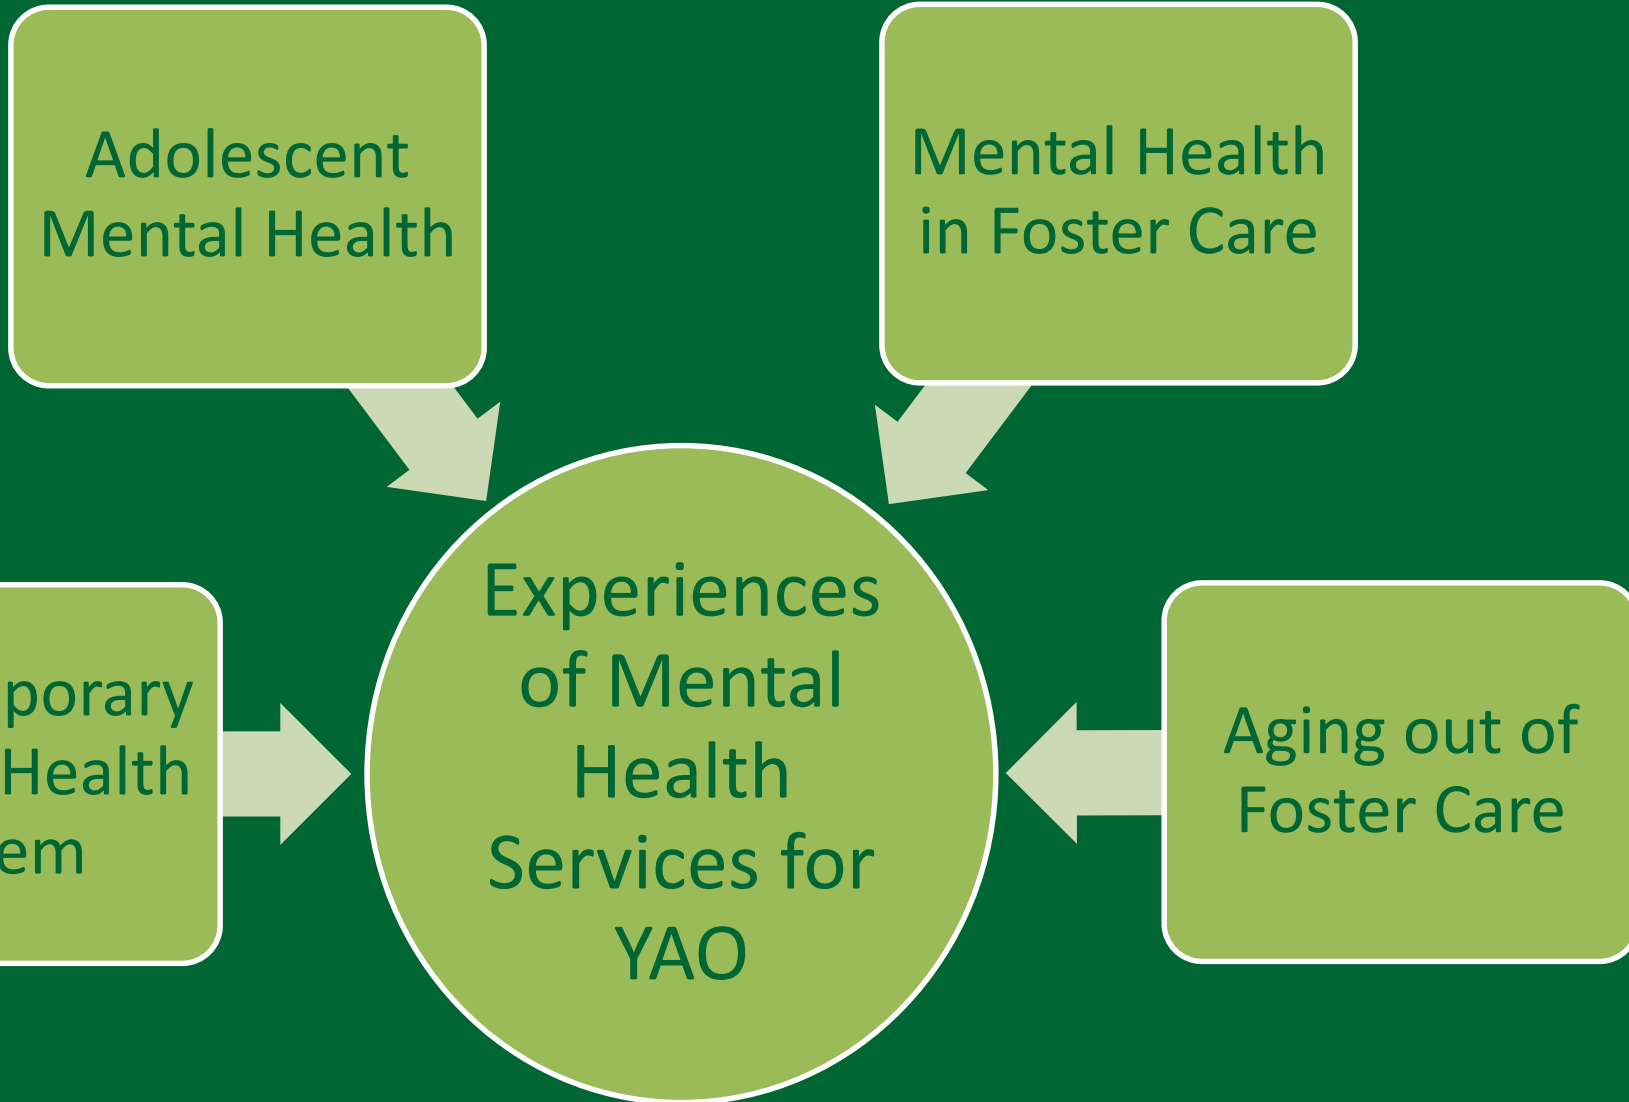 Adolescent
Mental Health
Mental Health
in Foster Care
Experiences
of Mental
Health
Services for
YAO
porary
Health
em
Aging out of
Foster Care